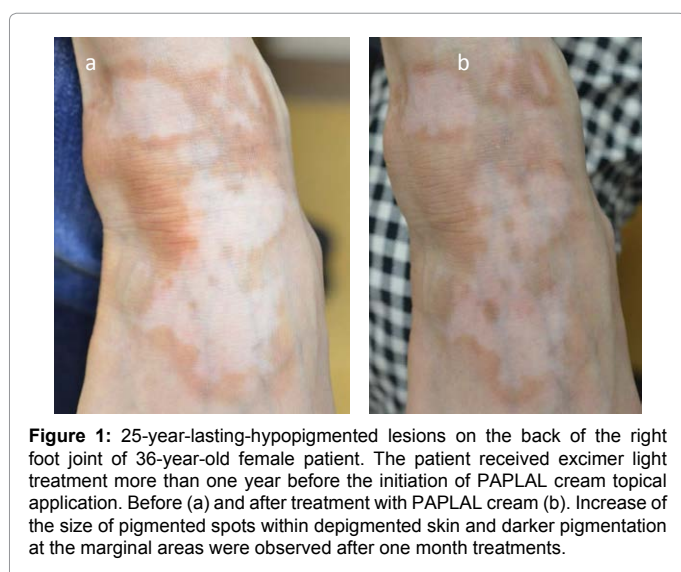 a
b
Figure 1: 25-year-lasting-hypopigmented lesions on the back of the right
foot joint of 36-year-old female patient. The patient received excimer light
treatment more than one year before the initiation of PAPLAL cream topical
application. Before (a) and after treatment with PAPLAL cream (b). Increase of
the size of pigmented spots within depigmented skin and darker pigmentation
at the marginal areas were observed after one month treatments.